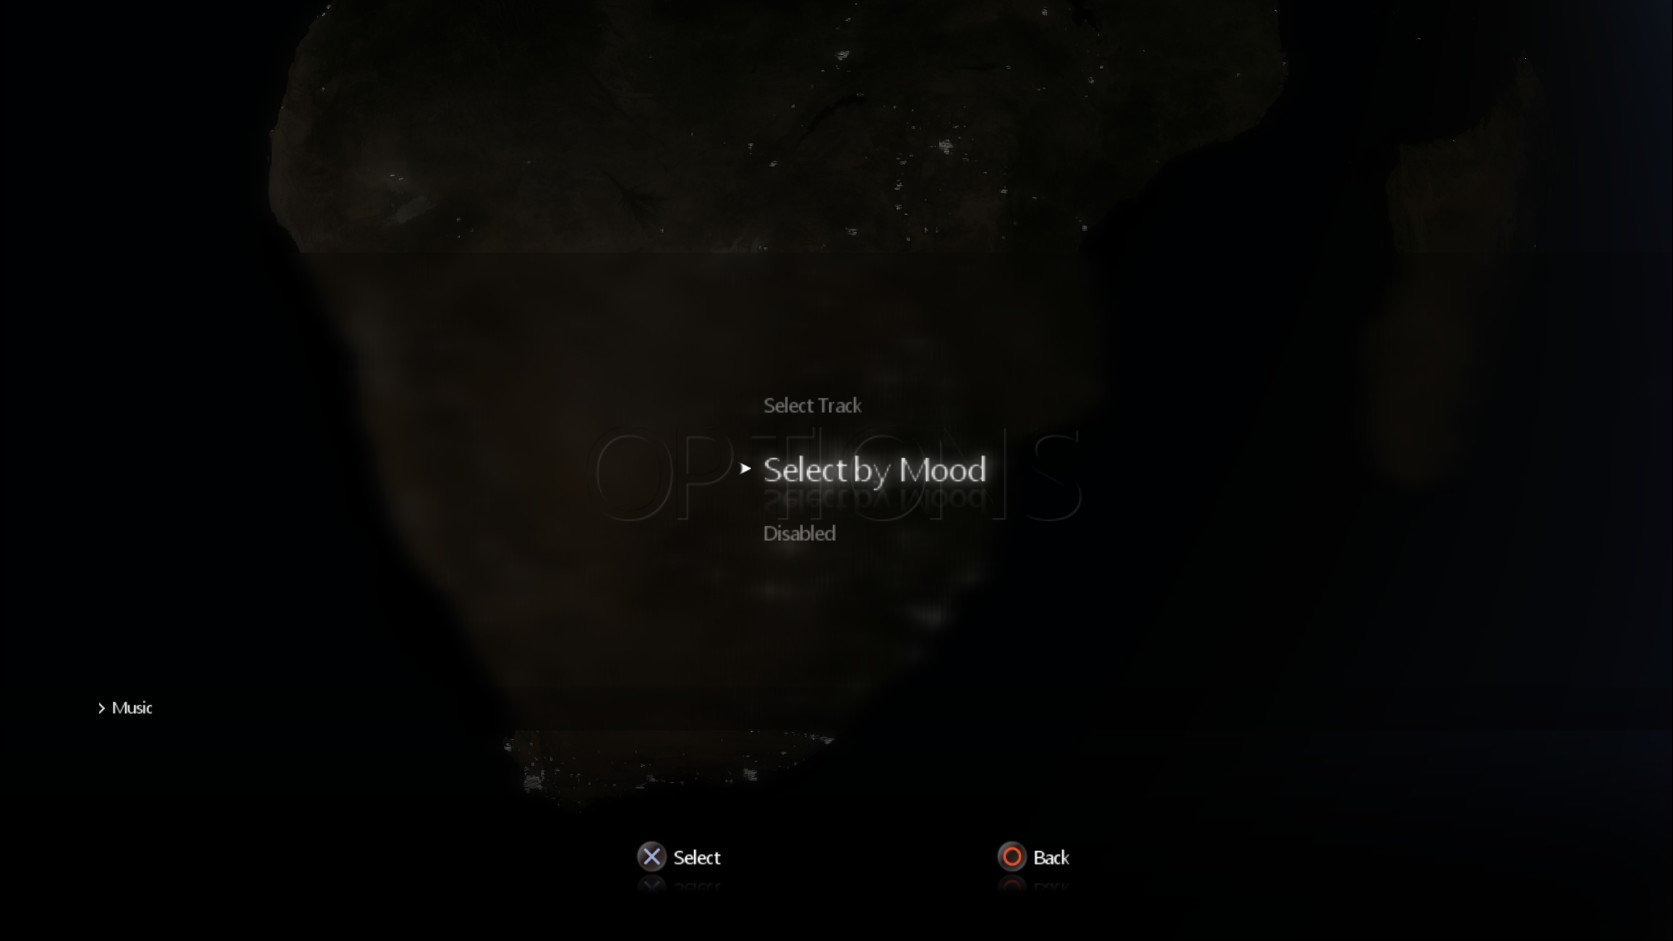 Select Track
OPTIONS
Select by Mood
Disabled
Music
Select
Back